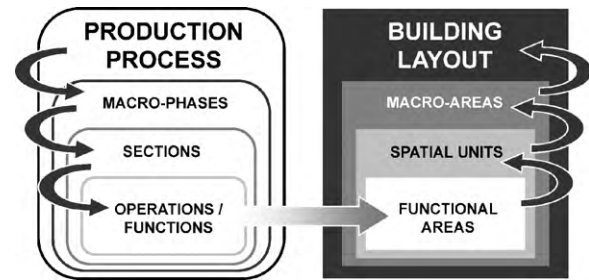 PRODUCTION
PROCESS
MACRO-PHASES
SECTIONS
OPERATIONS /
FUNCTIONS
BUILDING
LAYOUT
MACRO-AREAS
SPATIAL UNITS
FUNCTIONAL
AREAS